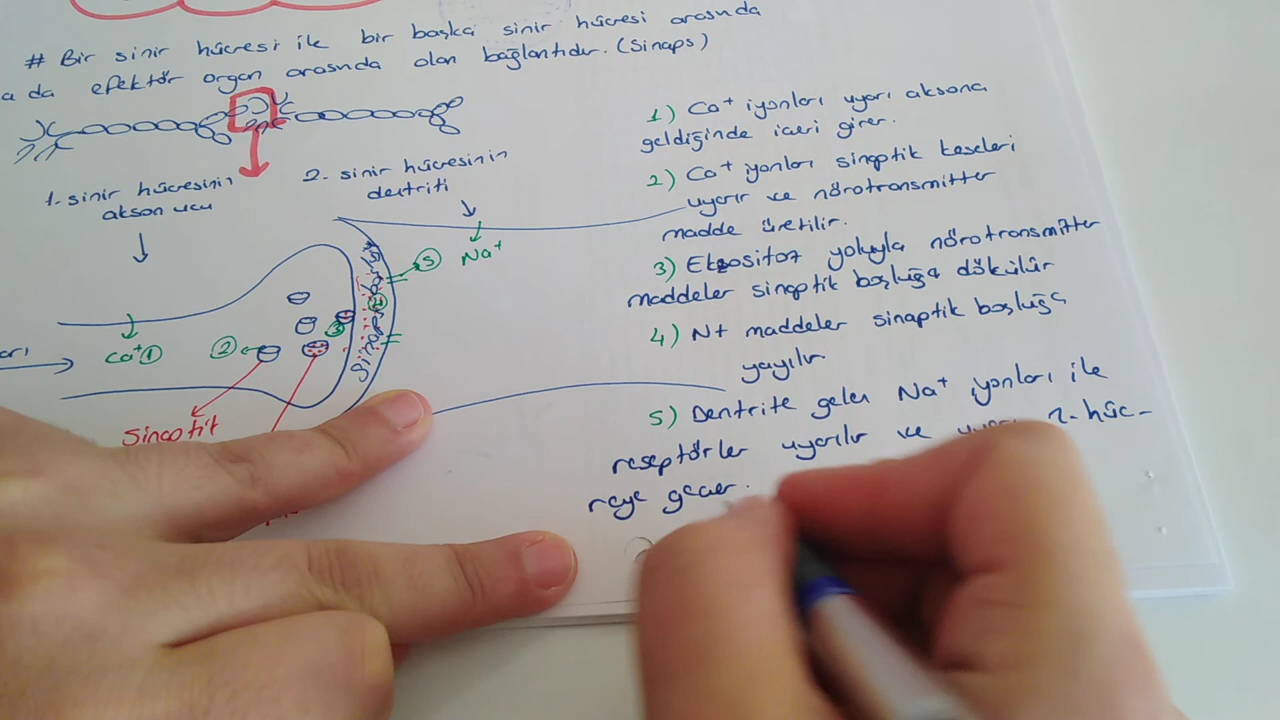 # Bir sinir hücresi ile bir başka sinir hücresi arasında
a da efektör organ arasında olan bağlantıdır. (Sinaps)
1. sinir hücresinin
akson ucu
2. sinir hücresinin
destriti
Na+
5
4
3
2
Ca+ 1
Sinaptik
1) Ca+ iyonları uyarı aksona
geldiğinde içeri girer.
2) Ca+ iyonları sinaptik keseleri
uyarır ve nörotransmitter
madde üretilir.
3) Ekzositoz yoluyla nörotransmitter
maddeler sinaptik boşluğa dökülür
4) N+ maddeler sinaptik boşluğa
yayılır
5) Dentrite gelen Na+ iyonları ile
reseptörler uyarılır ve uyarı 2. hüc-
reye geçer.